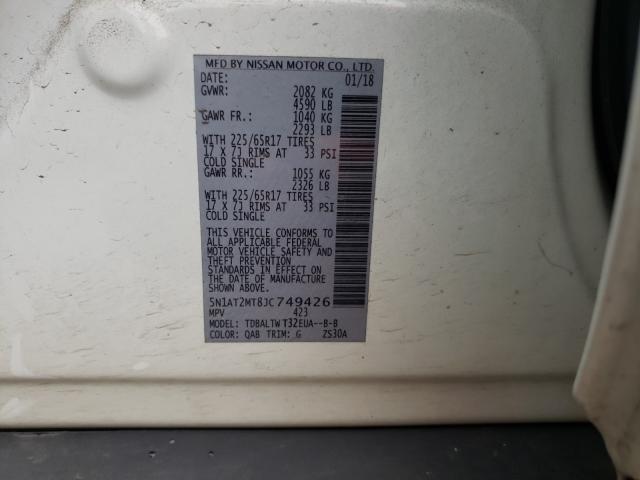 MFD BY NISSAN MOTOR CO., LTD.
DATE: 01/18
GVWR: 2082 KG
4590 LB
GAWR FR.: 1040 KG
2293 LB
WITH 225/65R17 TIRES
17 X 7J RIMS AT 33 PSI
COLD SINGLE
GAWR RR.: 1055 KG
2326 LB
WITH 225/65R17 TIRES
17 X 7J RIMS AT 33 PSI
COLD SINGLE
THIS VEHICLE CONFORMS TO
ALL APPLICABLE FEDERAL
MOTOR VEHICLE SAFETY AND
THEFT PREVENTION
STANDARDS IN EFFECT ON
THE DATE OF MANUFACTURE
SHOWN ABOVE.
5N1AT2MT8JC749426
MPV 423
MODEL: TDBALTWT32EUA--B-B
COLOR: QAB TRIM: G ZS30A